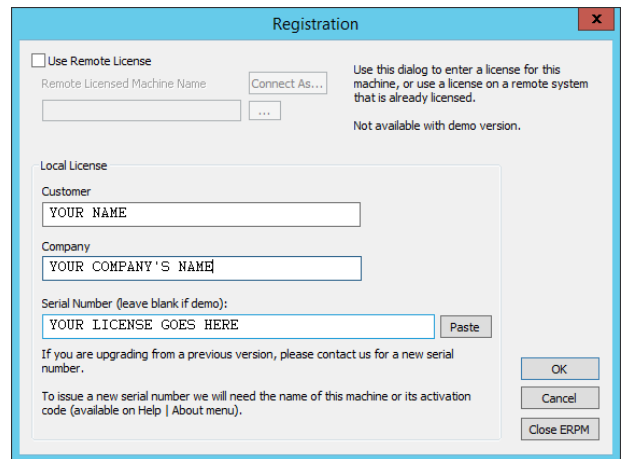 Registration
x
Use Remote License
Remote Licensed Machine Name
Connect As...
...
Use this dialog to enter a license for this
machine, or use a license on a remote system
that is already licensed.
Not available with demo version.
Local License
Customer
YOUR NAME
Company
YOUR COMPANY'S NAME
Serial Number (leave blank if demo):
YOUR LICENSE GOES HERE
Paste
If you are upgrading from a previous version, please contact us for a new serial
number.
To issue a new serial number we will need the name of this machine or its activation
code (available on Help | About menu).
OK
Cancel
Close ERPM